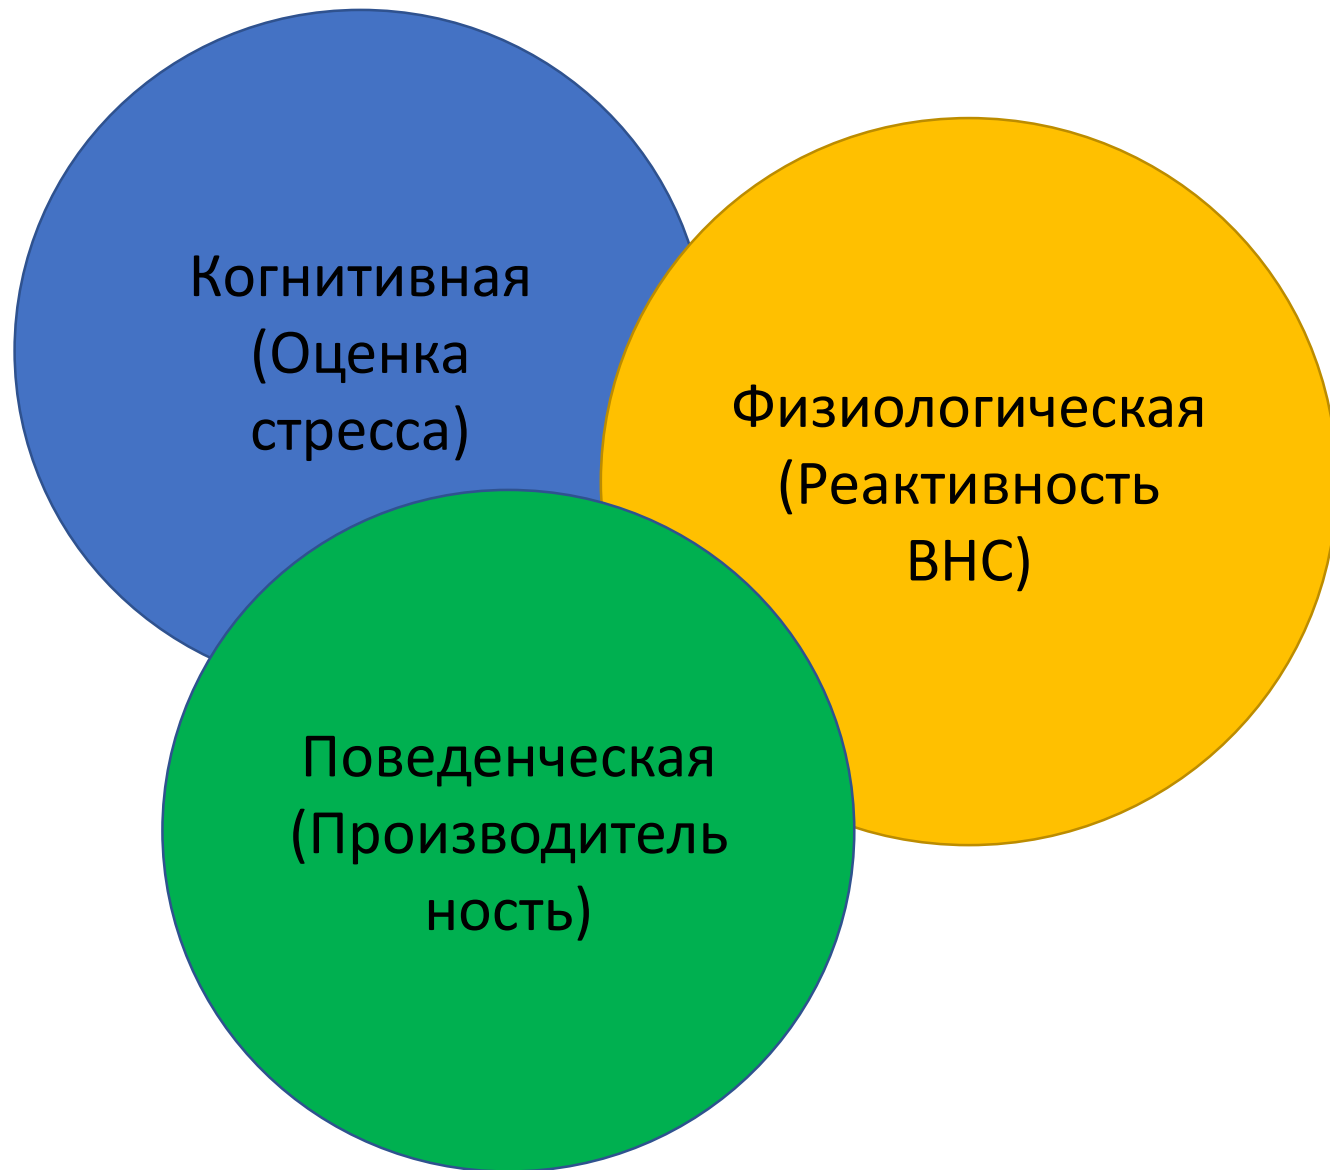 Когнитивная
(Оценка
стресса)
Физиологическая
(Реактивность
ВНС)
Поведенческая
(Производитель
ность)